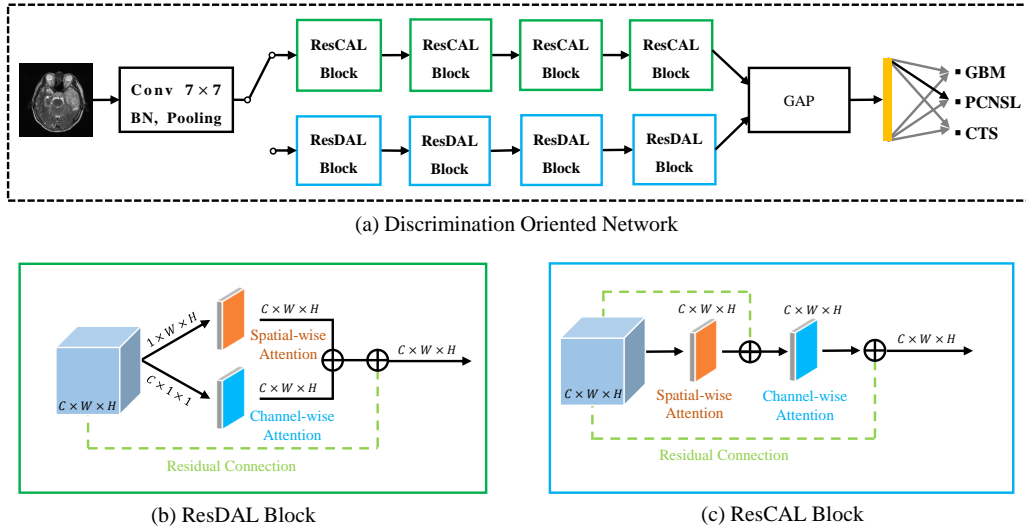 ResCAL
Block
ResCAL
Block
ResCAL
Block
ResCAL
Block
Conv 7 × 7
BN, Pooling
GAP
GBM
PCNSL
CTS
ResDAL
Block
ResDAL
Block
ResDAL
Block
ResDAL
Block
(a) Discrimination Oriented Network
C × W × H
1 × W × H
C × 1 × 1
C × W × H
Spatial-wise
Attention
C × W × H
Channel-wise
Attention
C × W × H
Residual Connection
(b) ResDAL Block
C × W × H
C × W × H
Spatial-wise
Attention
C × W × H
Channel-wise
Attention
C × W × H
Residual Connection
(c) ResCAL Block